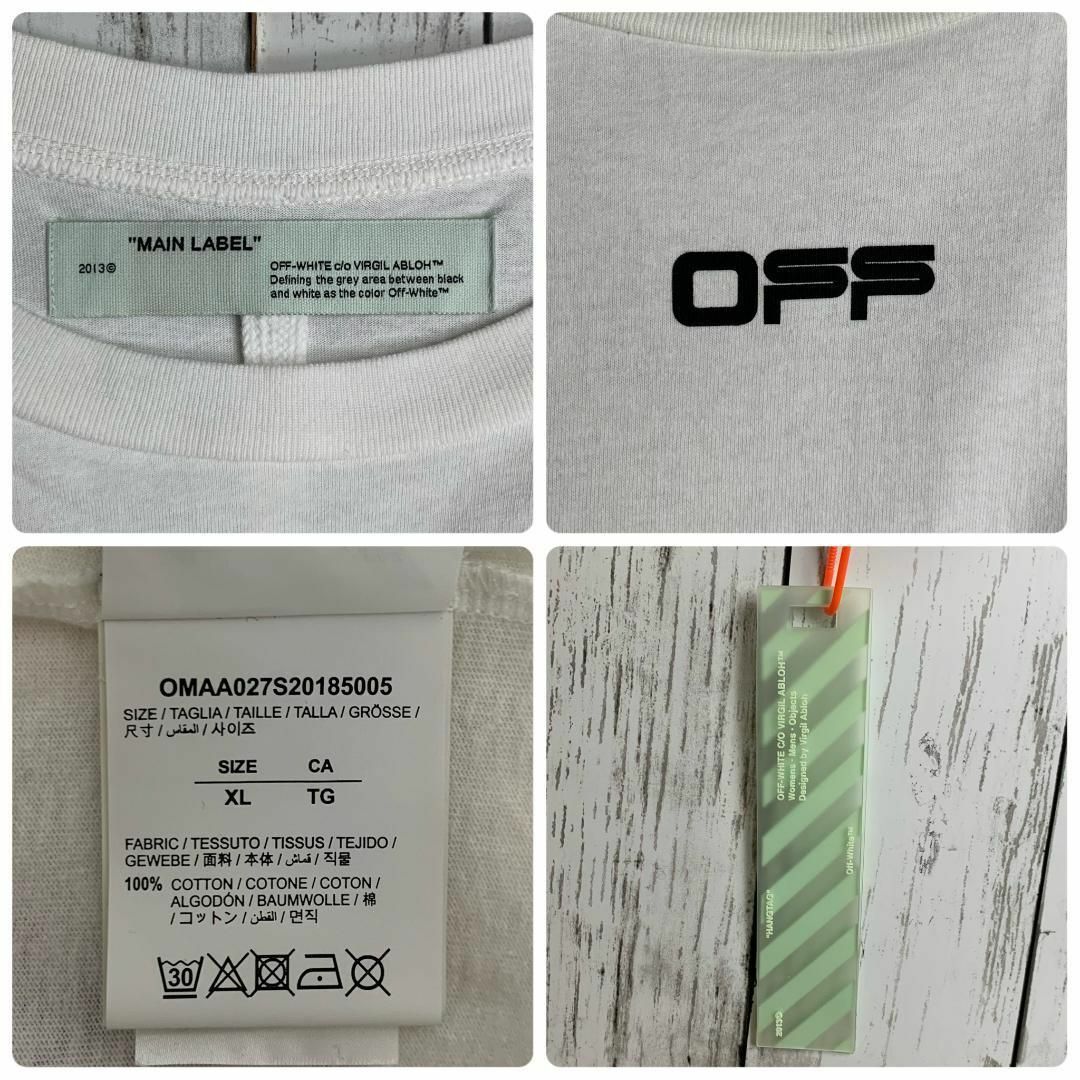 "MAIN LABEL"
2013©
OFF-WHITE c/o VIRGIL ABLOH™
Defining the grey area between black
and white as the color Off-White™
OFF
OMAA027S20185005
SIZE / TAGLIA / TAILLE / TALLA / GRÖSSE /
尺寸 / المقاس / 사이즈
SIZE CA
XL TG
FABRIC / TESSUTO / TISSUS / TEJIDO /
GEWEBE / 面料 / 本体 / قماش / 직물
100% COTTON / COTONE / COTON /
ALGODÓN / BAUMWOLLE / 棉
/ コットン / القطن / 면직
30
OFF-WHITE C/O VIRGIL ABLOH™
Womens - Mens - Objects
Designed by Virgil Abloh
Off-White™
"HANGTAG"
2013©